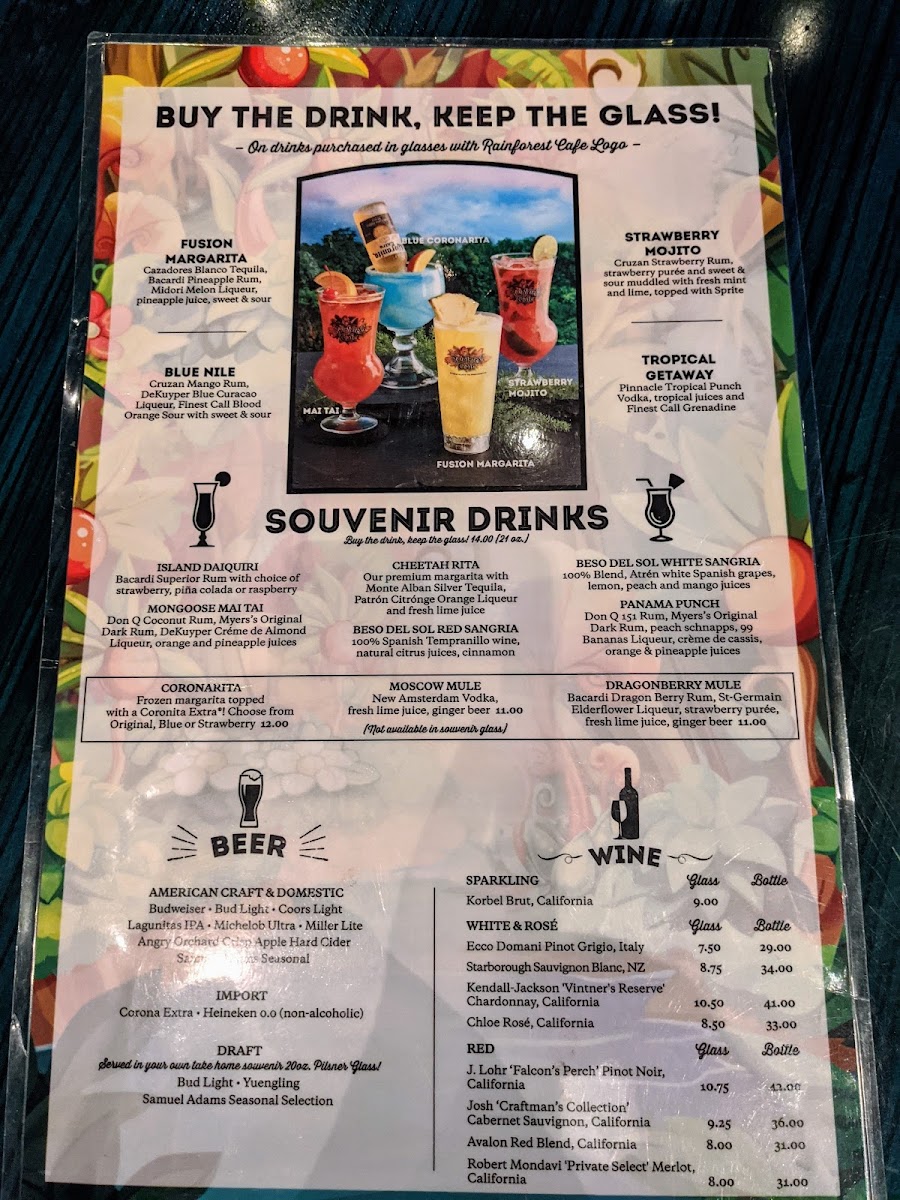 BUY THE DRINK, KEEP THE GLASS!
- On drinks purchased in glasses with Rainforest Cafe Logo -
FUSION
MARGARITA
Cazadores Blanco Tequila,
Bacardi Pineapple Rum,
Midori Melon Liqueur,
pineapple juice, sweet & sour
BLUE NILE
Cruzan Mango Rum,
DeKuyper Blue Curacao
Liqueur, Finest Call Blood
Orange Sour with sweet & sour
BLUE CORONARITA
MAI TAI
STRAWBERRY
MOJITO
FUSION MARGARITA
STRAWBERRY
MOJITO
Cruzan Strawberry Rum,
strawberry purée and sweet &
sour muddled with fresh mint
and lime, topped with Sprite
TROPICAL
GETAWAY
Pinnacle Tropical Punch
Vodka, tropical juices and
Finest Call Grenadine
SOUVENIR DRINKS
Buy the drink, keep the glass! 14.00 (21 oz.)
ISLAND DAIQUIRI
Bacardi Superior Rum with choice of
strawberry, piña colada or raspberry
MONGOOSE MAI TAI
Don Q Coconut Rum, Myers's Original
Dark Rum, DeKuyper Créme de Almond
Liqueur, orange and pineapple juices
CHEETAH RITA
Our premium margarita with
Monte Alban Silver Tequila,
Patrón Citrónge Orange Liqueur
and fresh lime juice
BESO DEL SOL RED SANGRIA
100% Spanish Tempranillo wine,
natural citrus juices, cinnamon
BESO DEL SOL WHITE SANGRIA
100% Blend, Atrén white Spanish grapes,
lemon, peach and mango juices
PANAMA PUNCH
Don Q 151 Rum, Myers's Original
Dark Rum, peach schnapps, 99
Bananas Liqueur, crème de cassis,
orange & pineapple juices
CORONARITA
Frozen margarita topped
with a Coronita Extra®! Choose from
Original, Blue or Strawberry 12.00
MOSCOW MULE
New Amsterdam Vodka,
fresh lime juice, ginger beer 11.00
(Not available in souvenir glass)
DRAGONBERRY MULE
Bacardi Dragon Berry Rum, St-Germain
Elderflower Liqueur, strawberry purée,
fresh lime juice, ginger beer 11.00
BEER
AMERICAN CRAFT & DOMESTIC
Budweiser • Bud Light • Coors Light
Lagunitas IPA • Michelob Ultra • Miller Lite
Angry Orchard Crisp Apple Hard Cider
Seasonal
IMPORT
Corona Extra • Heineken 0.0 (non-alcoholic)
DRAFT
Served in your own take home souvenir 20oz. Pilsner Glass!
Bud Light • Yuengling
Samuel Adams Seasonal Selection
WINE
SPARKLING Glass Bottle
Korbel Brut, California 9.00
WHITE & ROSÉ Glass Bottle
Ecco Domani Pinot Grigio, Italy 7.50 29.00
Starborough Sauvignon Blanc, NZ 8.75 34.00
Kendall-Jackson 'Vintner's Reserve'
Chardonnay, California 10.50 41.00
Chloe Rosé, California 8.50 33.00
RED Glass Bottle
J. Lohr 'Falcon's Perch' Pinot Noir,
California 10.75 42.00
Josh 'Craftman's Collection'
Cabernet Sauvignon, California 9.25 36.00
Avalon Red Blend, California 8.00 31.00
Robert Mondavi 'Private Select' Merlot,
California 8.00 31.00